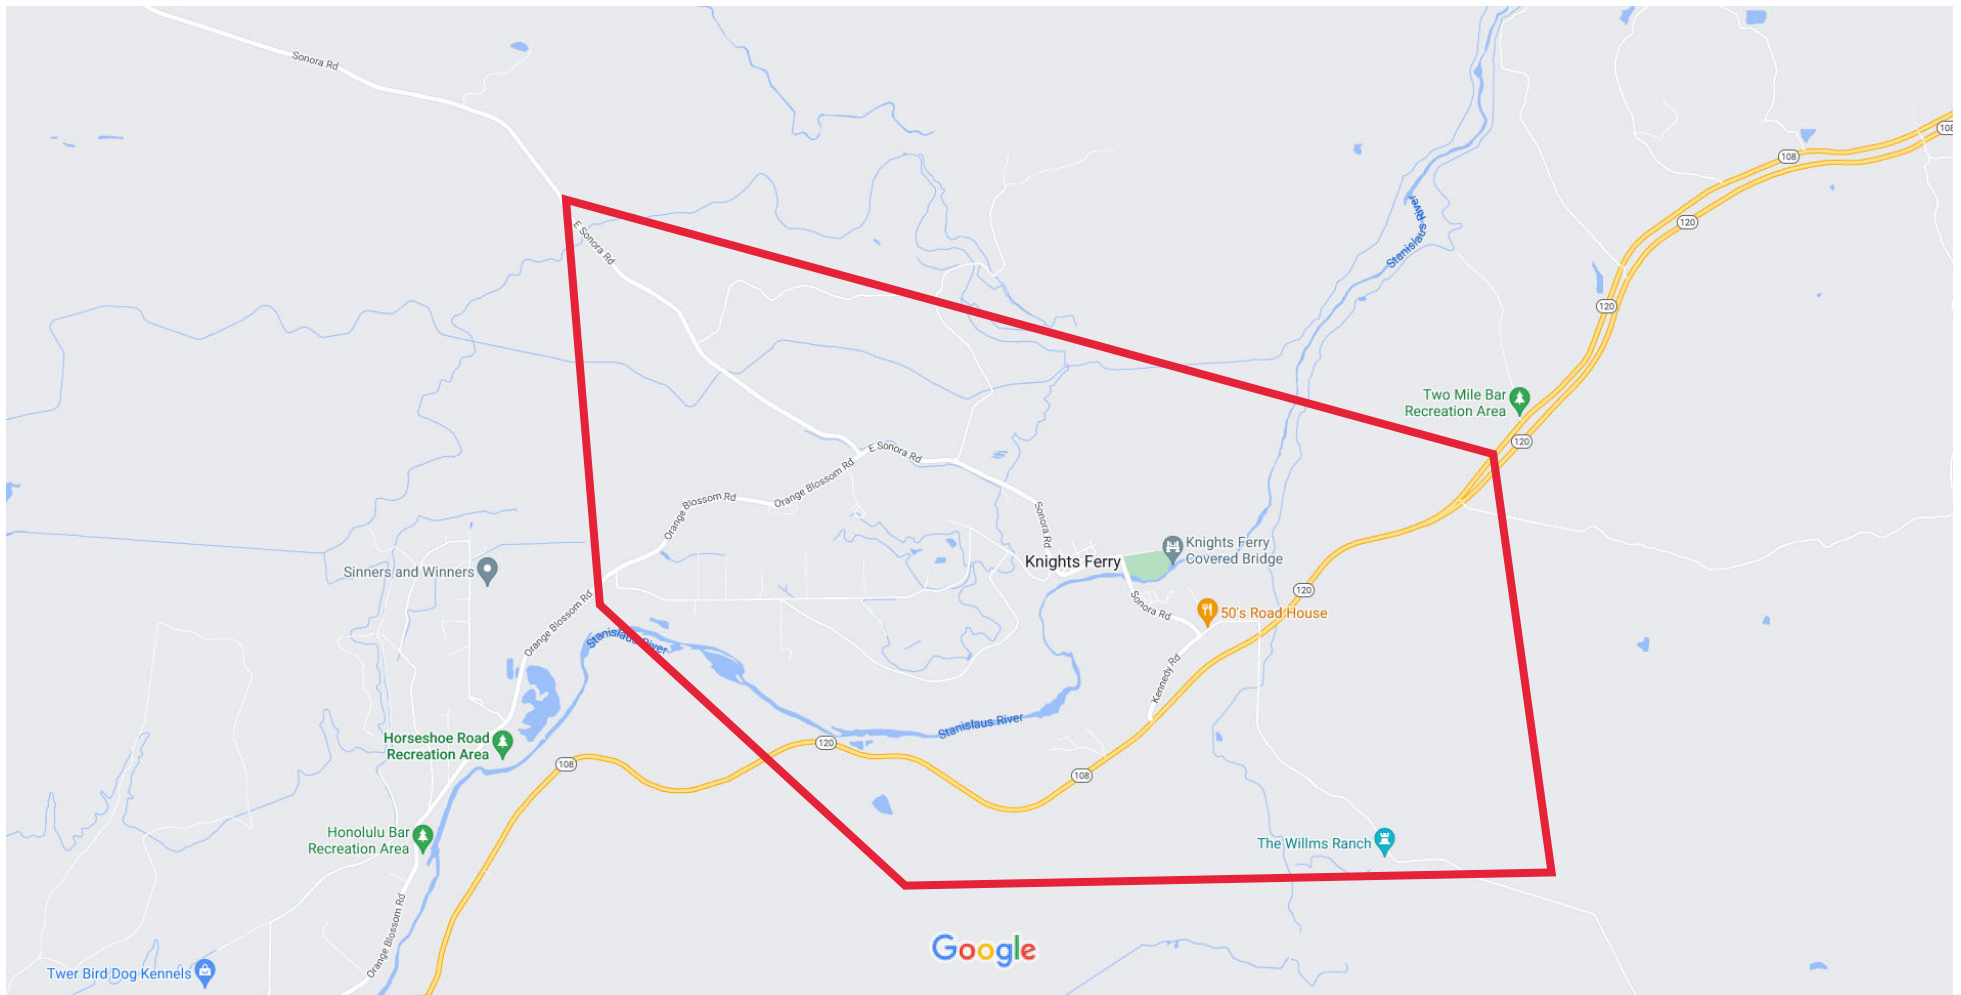 Sonora Rd
108
108
Stanislaus River
120
E Sonora Rd
120
Two Mile Bar
Recreation Area
120
E Sonora Rd
Orange Blossom Rd
Orange Blossom Rd
Sonora Rd
Knights Ferry
Covered Bridge
Knights Ferry
Sinners and Winners
120
Sonora Rd
50's Road House
Orange Blossom Rd
Stanislaus River
Kennedy Rd
Stanislaus River
Horseshoe Road
Recreation Area
120
108
108
Honolulu Bar
Recreation Area
The Willms Ranch
Orange Blossom Rd
Google
Twer Bird Dog Kennels